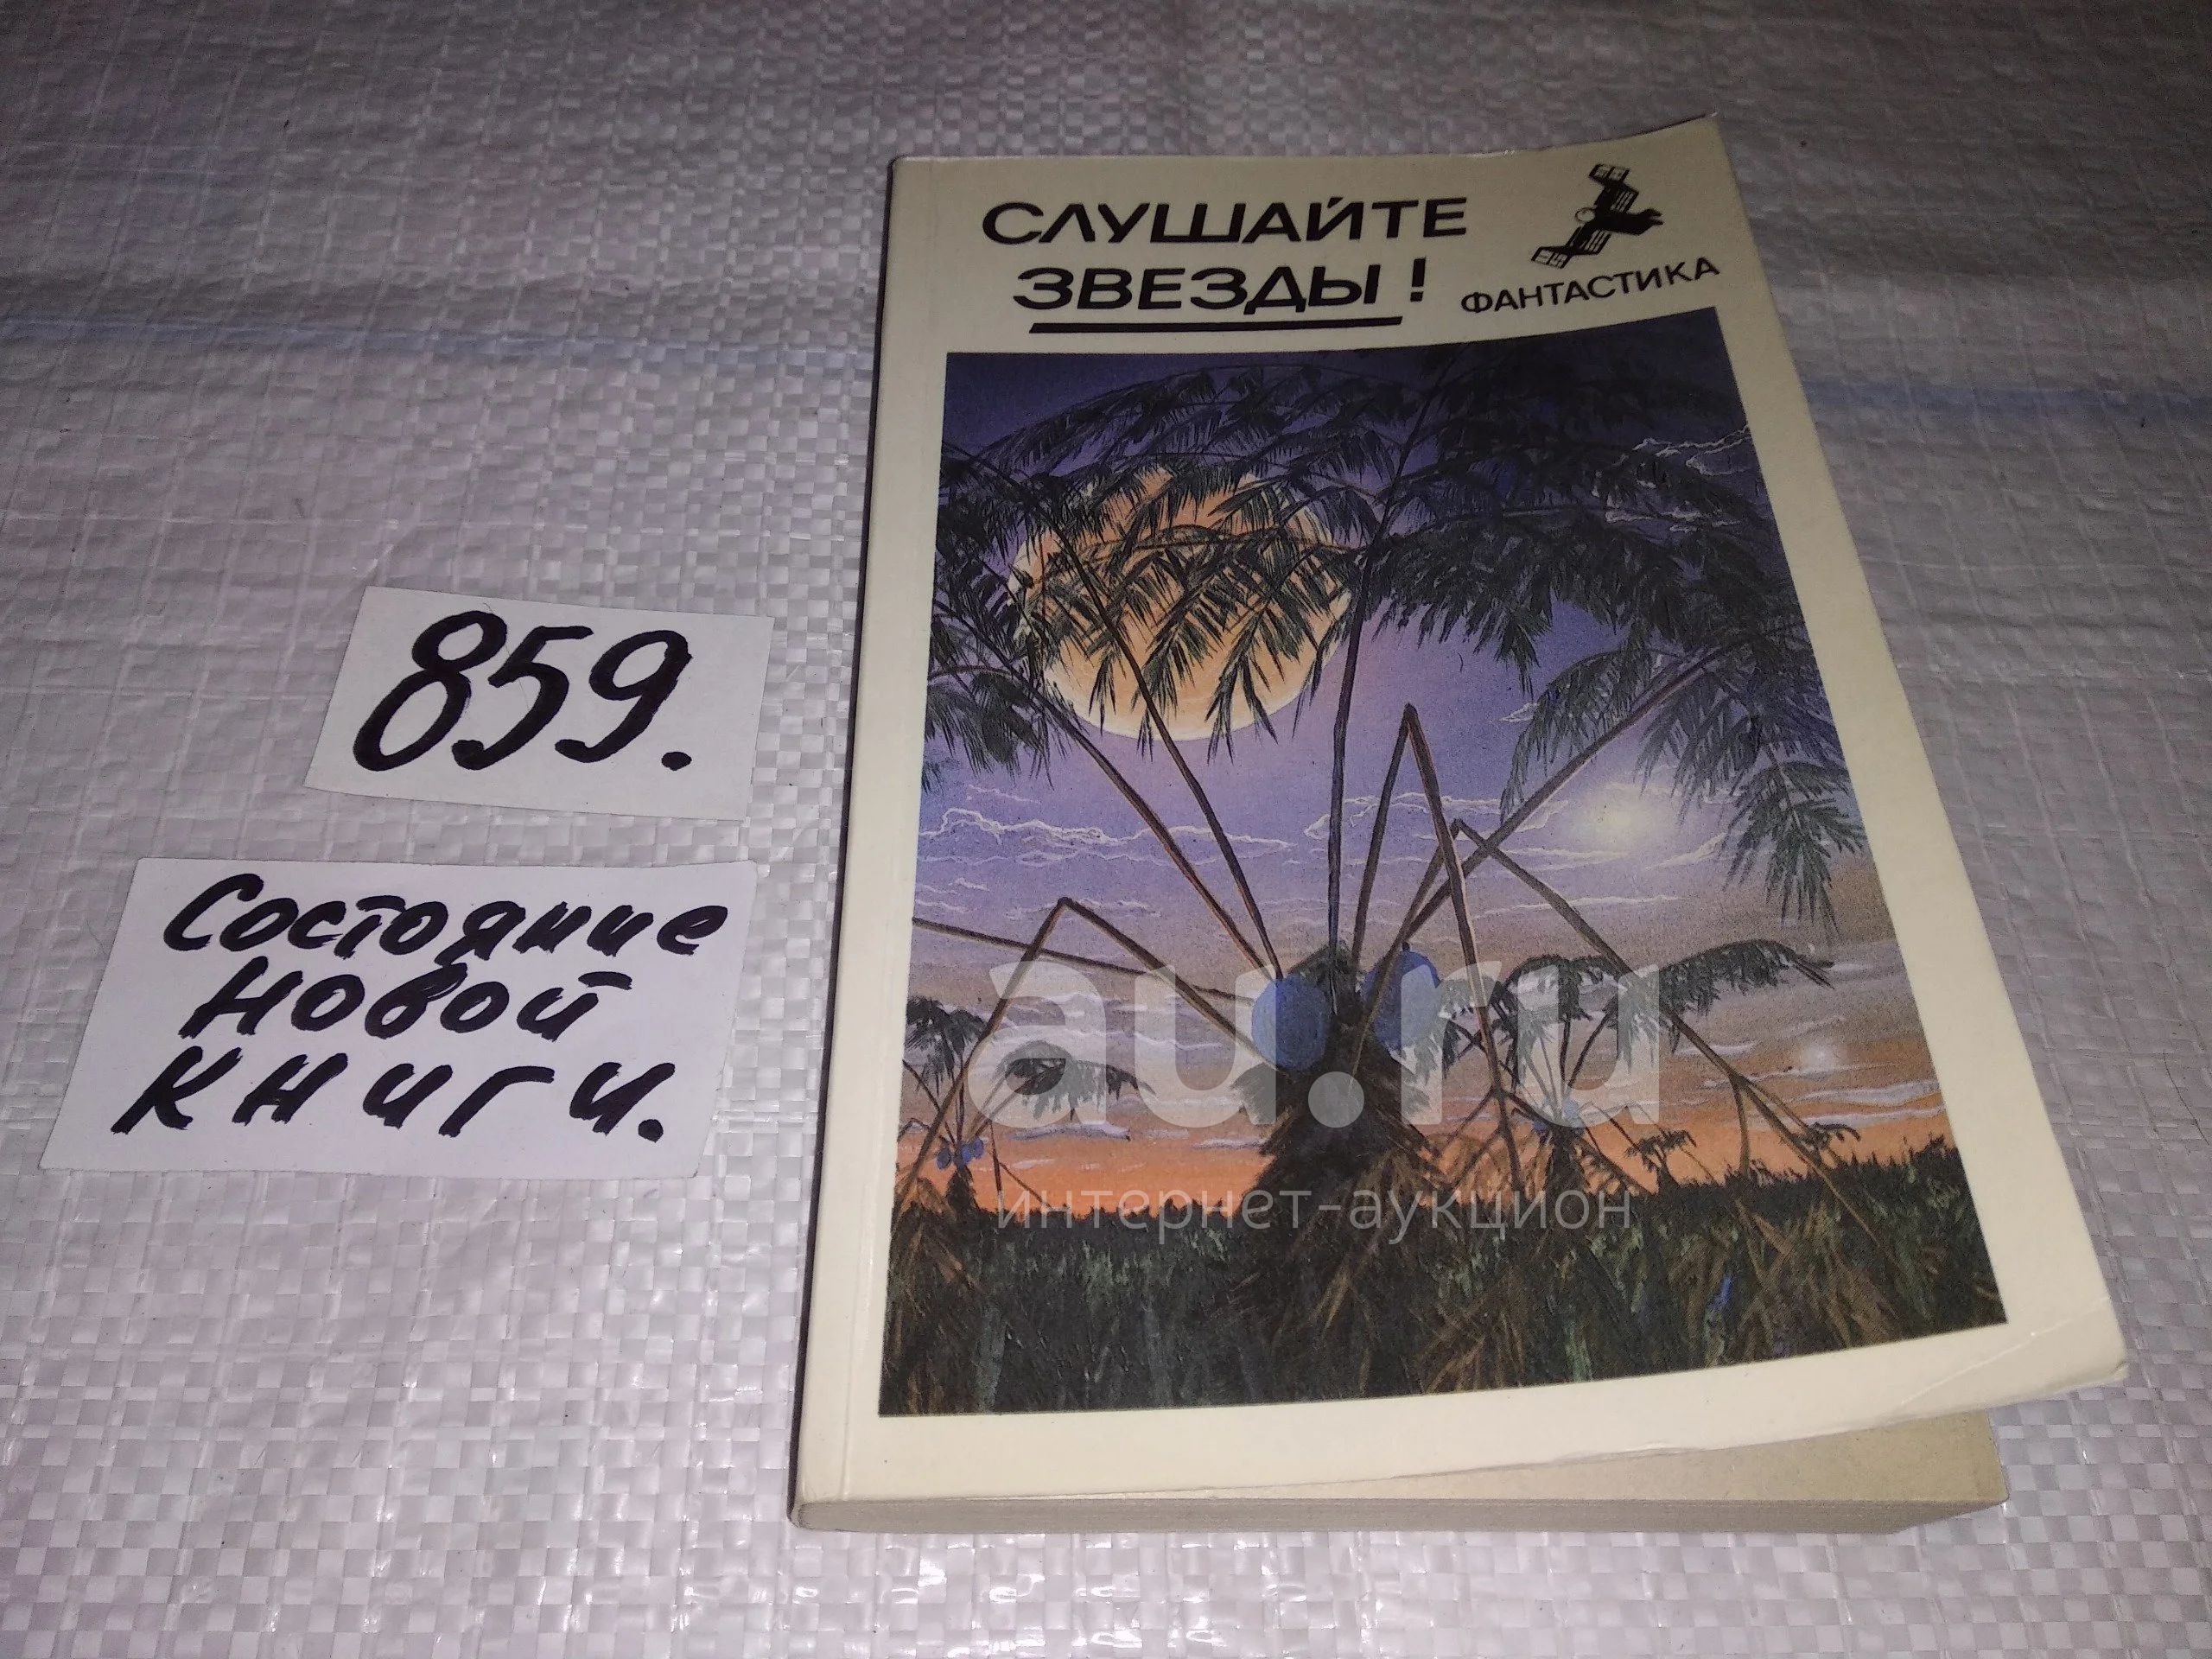 СЛУШАЙТЕ
ЗВЕЗДЫ!
ФАНТАСТИКА
859.
Состояние
новой
книги.
au.ru
интернет-аукцион